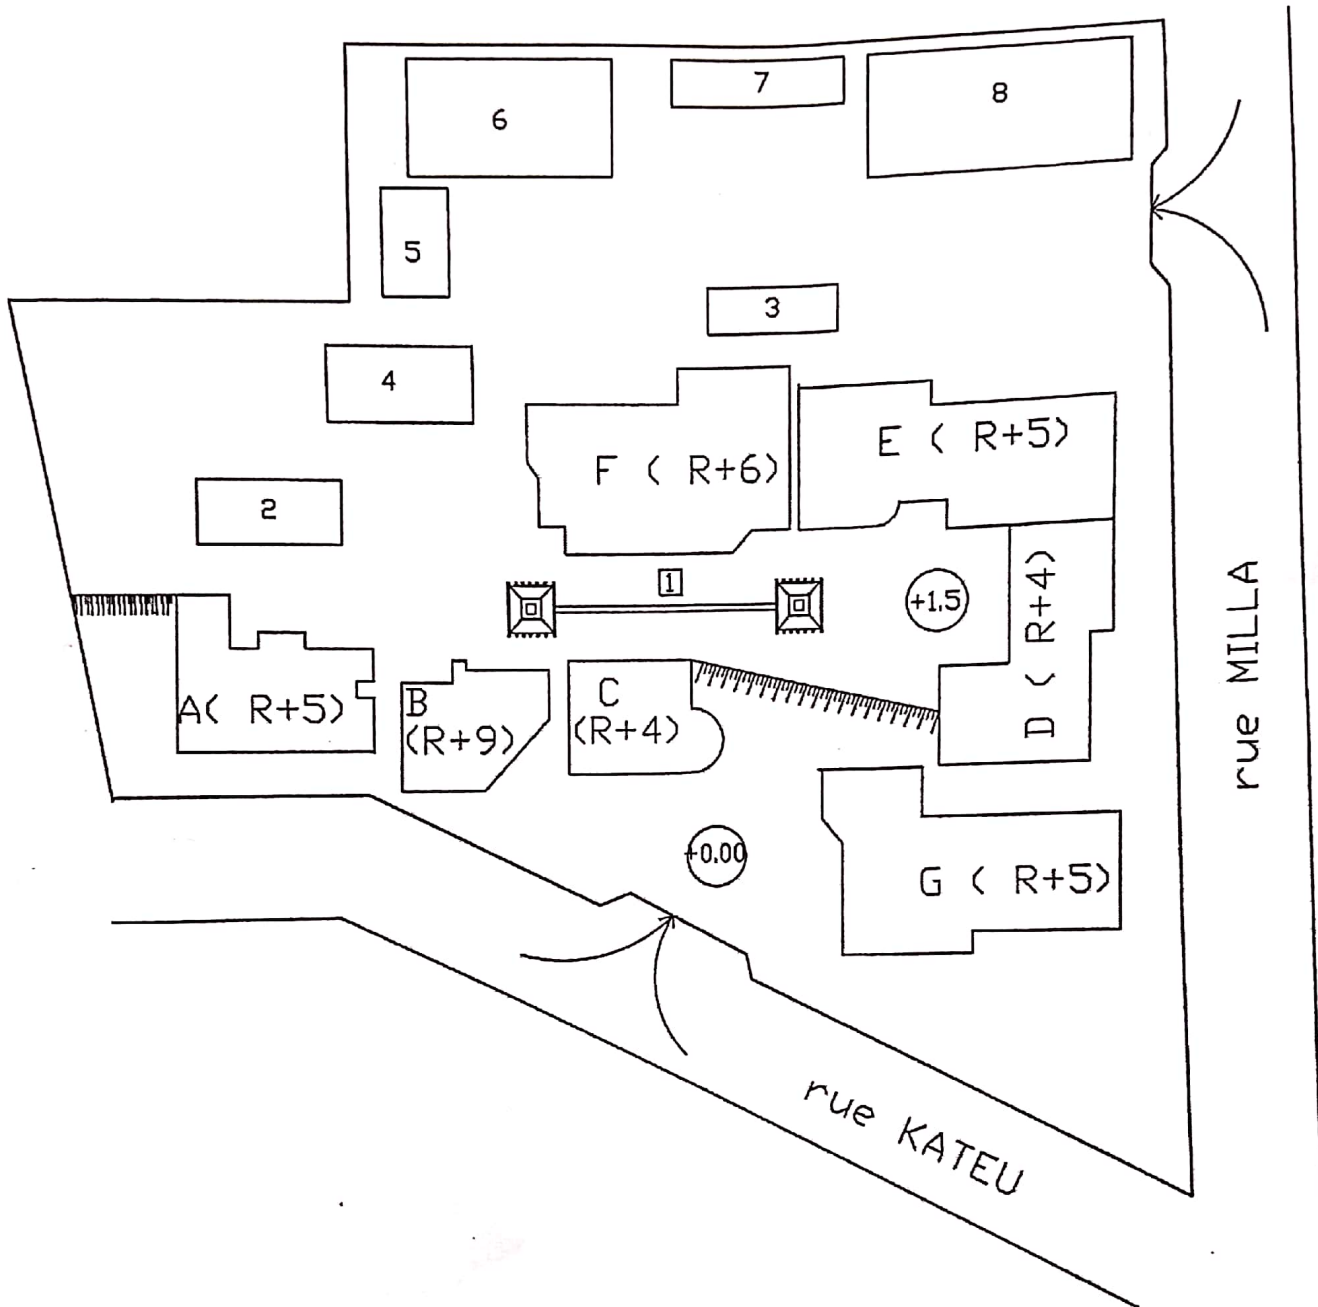 7
8
6
5
3
4
E ( R+5)
F ( R+6)
2
1
+1.5
D ( R+4)
rue MILLA
A( R+5)
B
(R+9)
C
(R+4)
+0.00
G ( R+5)
rue KATEU